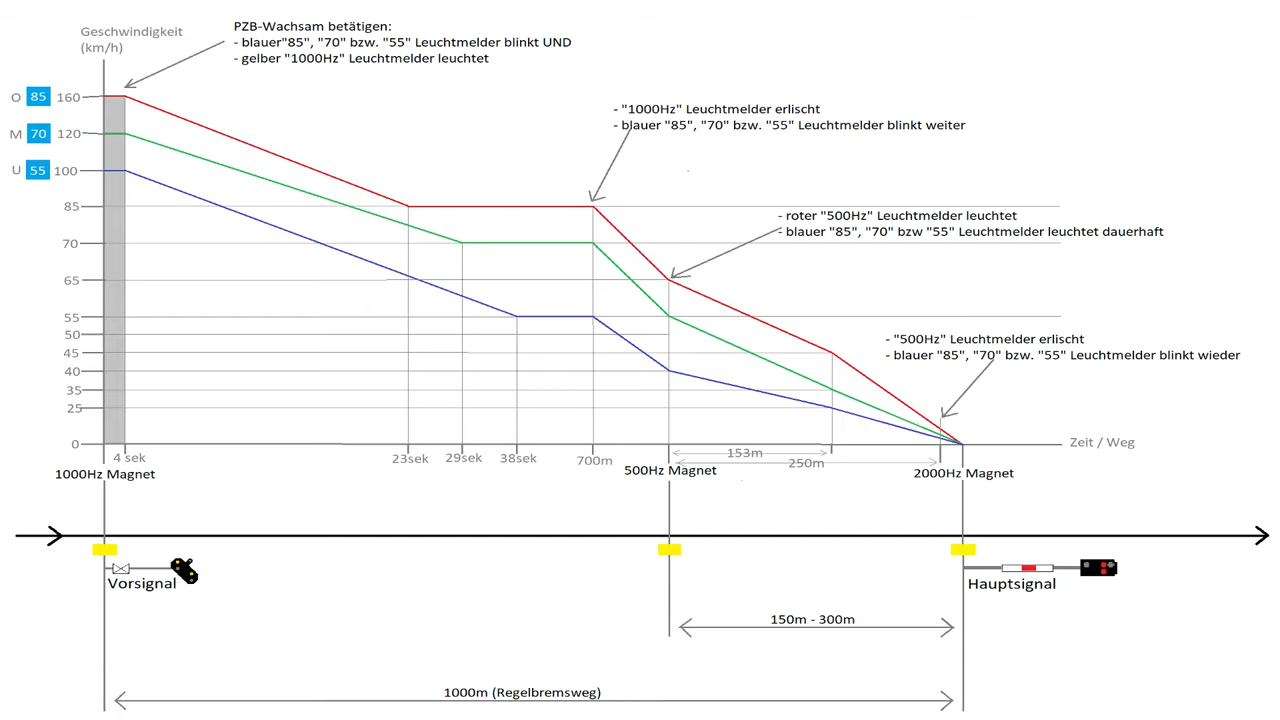 Geschwindigkeit
(km/h)
PZB-Wachsam betätigen:
- blauer"85", "70" bzw. "55" Leuchtmelder blinkt UND
- gelber "1000Hz" Leuchtmelder leuchtet
O 85 160
M 70 120
U 55 100
85
70
65
55
50
45
40
35
25
0
- "1000Hz" Leuchtmelder erlischt
- blauer "85", "70" bzw. "55" Leuchtmelder blinkt weiter
- roter "500Hz" Leuchtmelder leuchtet
- blauer "85", "70" bzw "55" Leuchtmelder leuchtet dauerhaft
- "500Hz" Leuchtmelder erlischt
- blauer "85", "70" bzw. "55" Leuchtmelder blinkt wieder
Zeit / Weg
4 sek
23sek
29sek
38sek
700m
153m
250m
1000Hz Magnet
500Hz Magnet
2000Hz Magnet
Vorsignal
Hauptsignal
150m - 300m
1000m (Regelbremsweg)